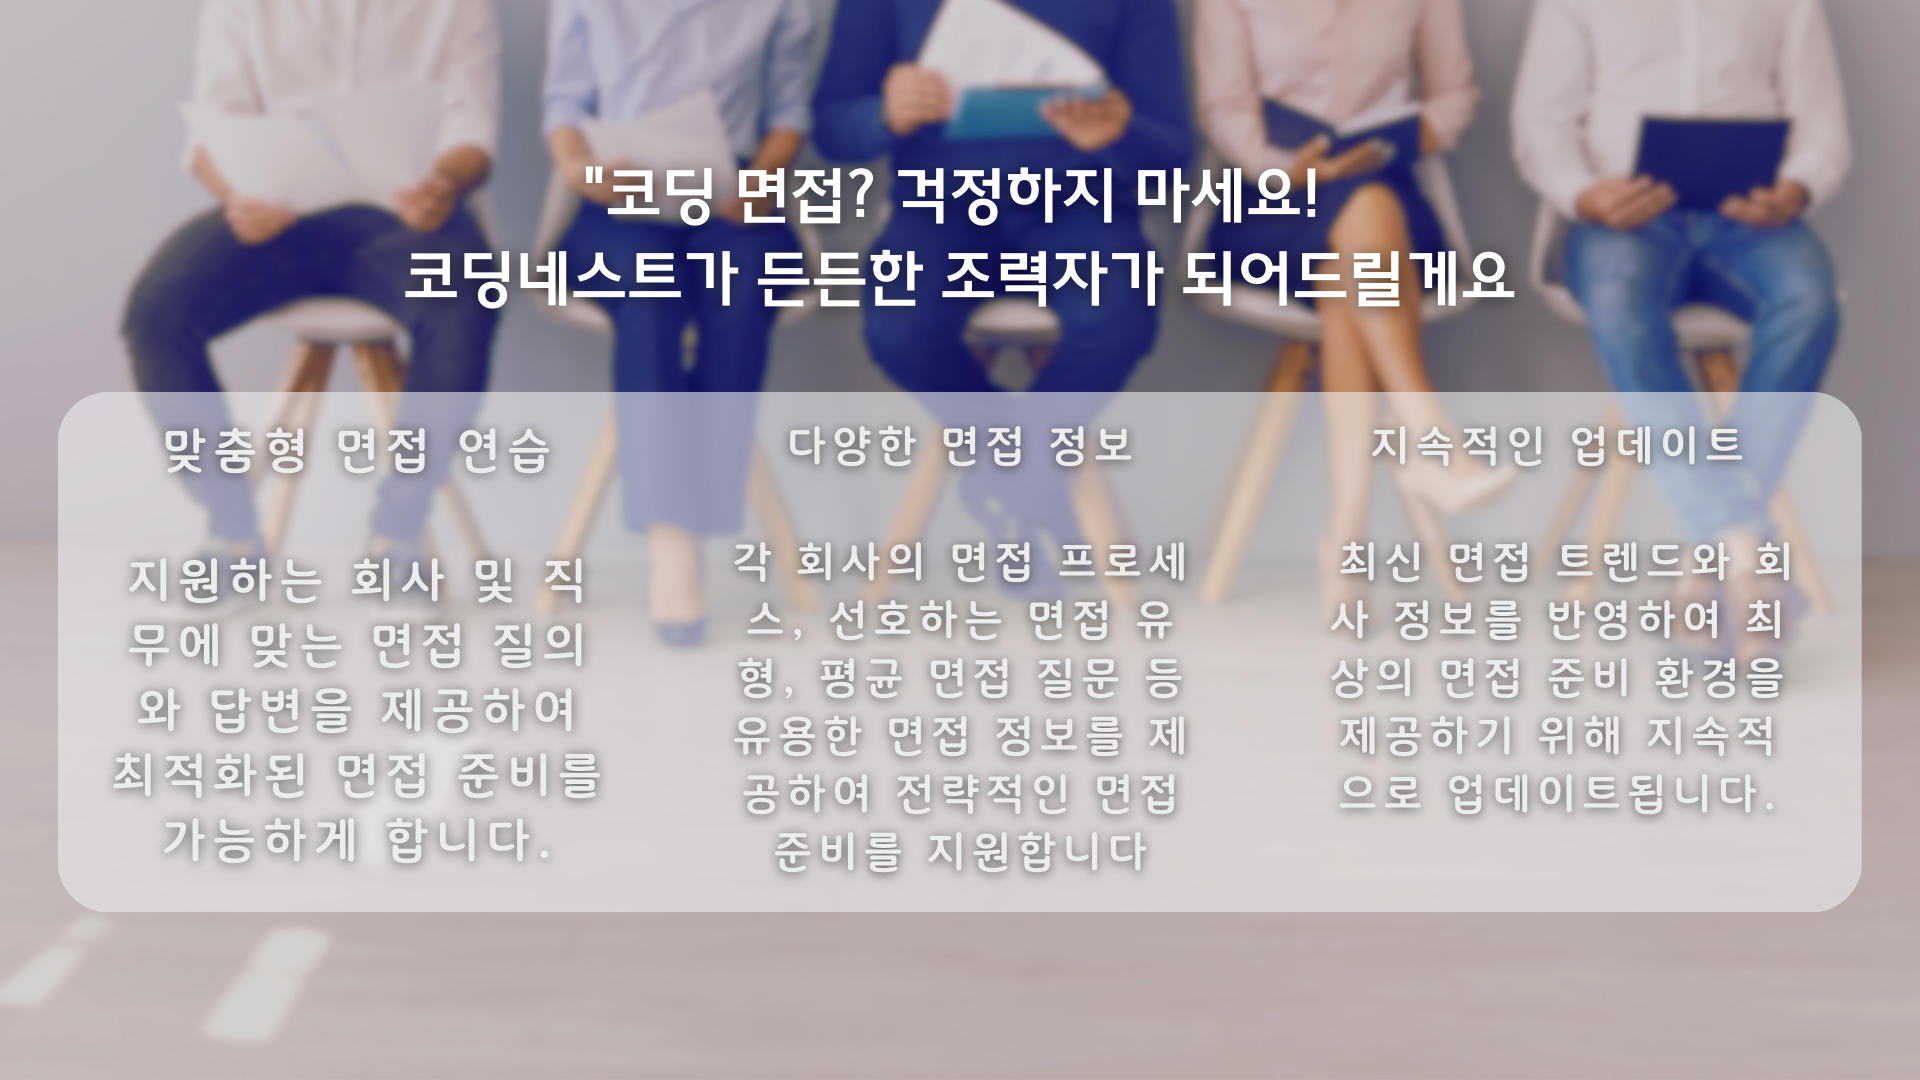 "코딩 면접? 걱정하지 마세요!
코딩네스트가 든든한 조력자가 되어드릴게요
맞춤형 면접 연습
지원하는 회사 및 직
무에 맞는 면접 질의
와 답변을 제공하여
최적화된 면접 준비를
가능하게 합니다.
다양한 면접 정보
각 회사의 면접 프로세
스, 선호하는 면접 유
형, 평균 면접 질문 등
유용한 면접 정보를 제
공하여 전략적인 면접
준비를 지원합니다
지속적인 업데이트
최신 면접 트렌드와 회
사 정보를 반영하여 최
상의 면접 준비 환경을
제공하기 위해 지속적
으로 업데이트됩니다.